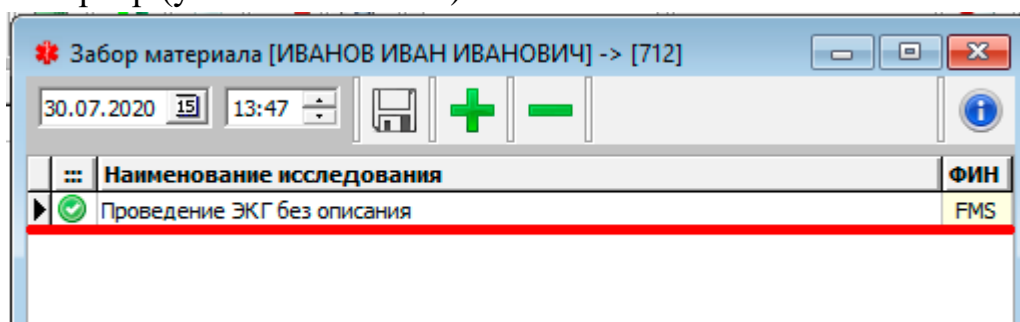 Забор материала [ИВАНОВ ИВАН ИВАНОВИЧ] -> [712]
30.07.2020 15 13:47
::: Наименование исследования ФИН
Проведение ЭКГ без описания FMS